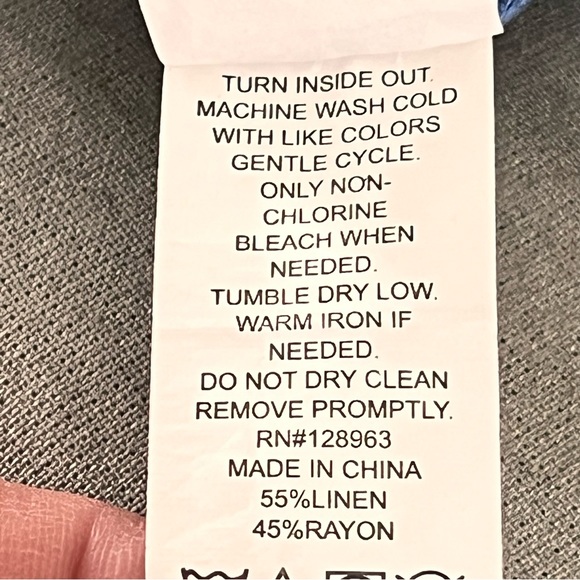 TURN INSIDE OUT.
MACHINE WASH COLD
WITH LIKE COLORS
GENTLE CYCLE.
ONLY NON-
CHLORINE
BLEACH WHEN
NEEDED.
TUMBLE DRY LOW.
WARM IRON IF
NEEDED.
DO NOT DRY CLEAN
REMOVE PROMPTLY.
RN#128963
MADE IN CHINA
55%LINEN
45%RAYON